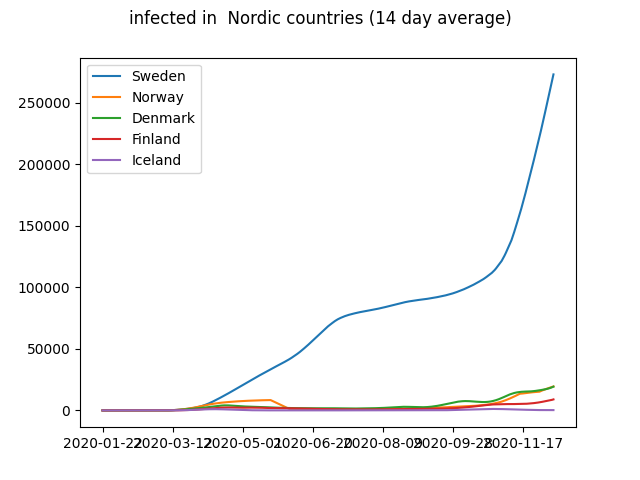 infected in  Nordic countries (14 day average)
Sweden
Norway
Denmark
Finland
Iceland
250000
200000
150000
100000
50000
0
2020-01-22 2020-03-12 2020-05-01 2020-06-20 2020-08-09 2020-09-28 2020-11-17